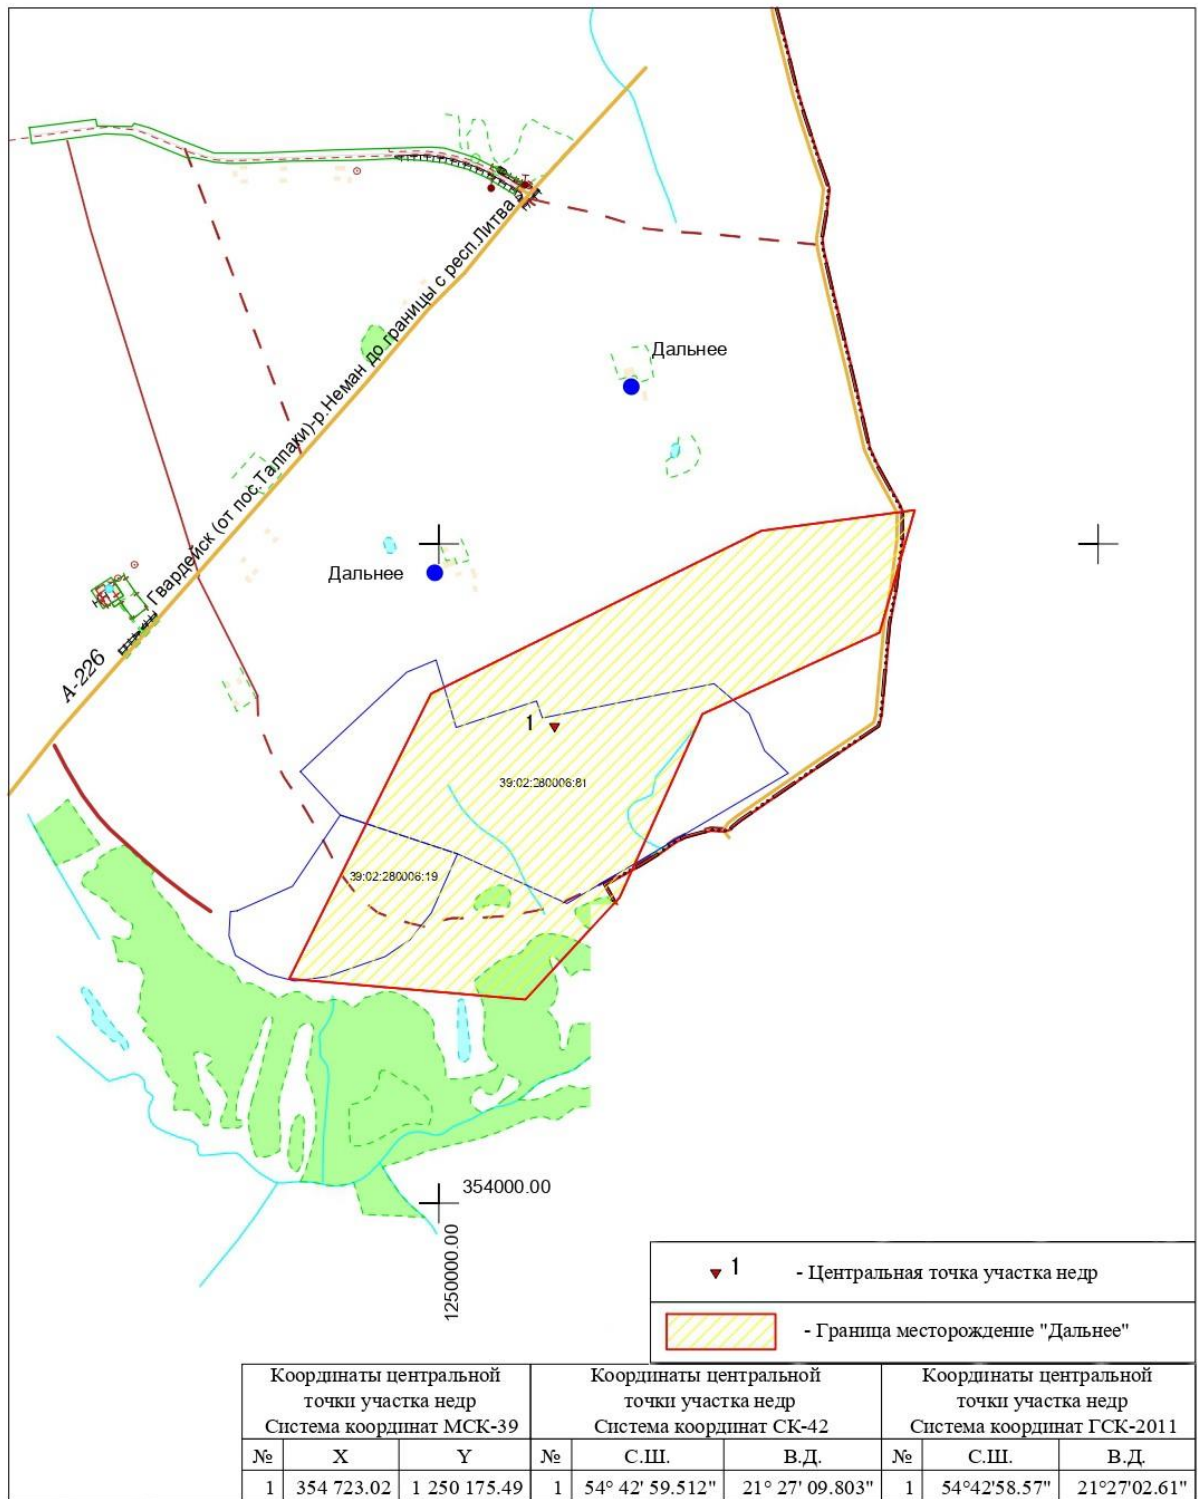 А-226 Гвардейск (от пос.Талпаки)-р.Неман до границы с респ.Литва
Дальнее
Дальнее
1
39:02:280006:81
39:02:280006:19
354000.00
1250000.00
1 - Центральная точка участка недр
- Граница месторождение "Дальнее"
Координаты центральной точки участка недр Система координат МСК-39
Координаты центральной точки участка недр Система координат СК-42
Координаты центральной точки участка недр Система координат ГСК-2011
№ X Y № С.Ш. В.Д. № С.Ш. В.Д.
1 354 723.02 1 250 175.49 1 54° 42' 59.512" 21° 27' 09.803" 1 54°42'58.57" 21°27'02.61"